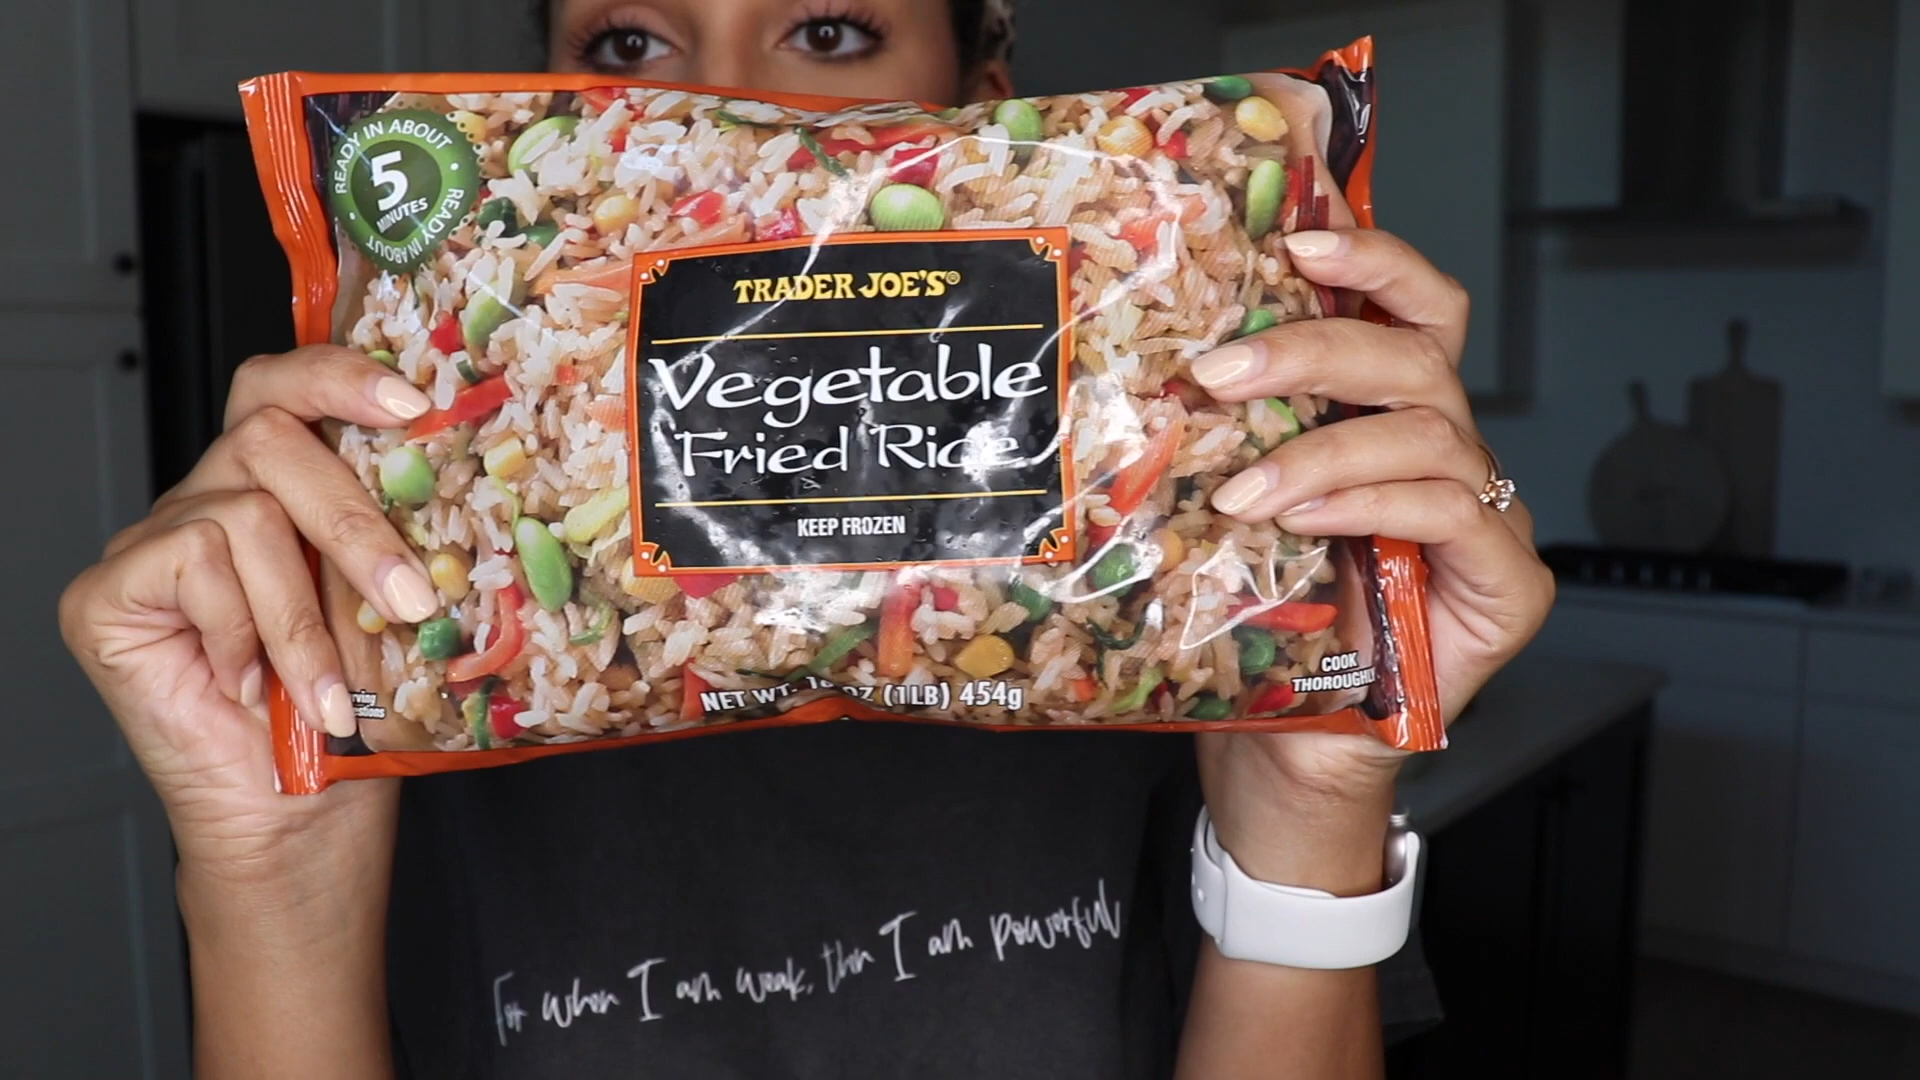 READY IN ABOUT
5
MINUTES
READY IN ABOUT
TRADER JOE'S®
Vegetable
Fried Rice
KEEP FROZEN
NET WT. OZ (1LB) 454g
COOK
THOROUGHLY
For when I am weak, then I am powerful